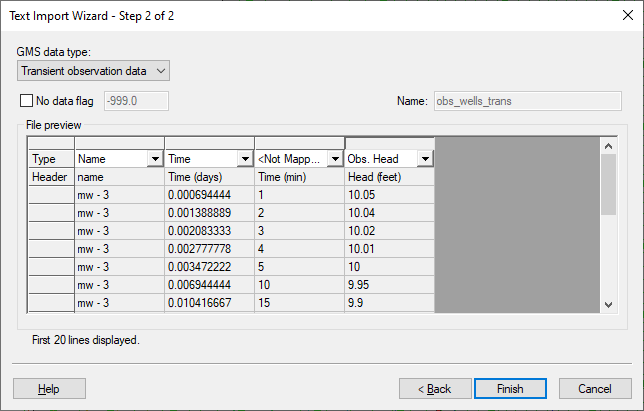 Text Import Wizard - Step 2 of 2
GMS data type:
Transient observation data
No data flag -999.0 Name: obs_wells_trans
File preview
Type Name Time <Not Mapp... Obs. Head
Header name Time (days) Time (min) Head (feet)
mw - 3 0.000694444 1 10.05
mw - 3 0.001388889 2 10.04
mw - 3 0.002083333 3 10.02
mw - 3 0.002777778 4 10.01
mw - 3 0.003472222 5 10
mw - 3 0.006944444 10 9.95
mw - 3 0.010416667 15 9.9
First 20 lines displayed.
Help < Back Finish Cancel